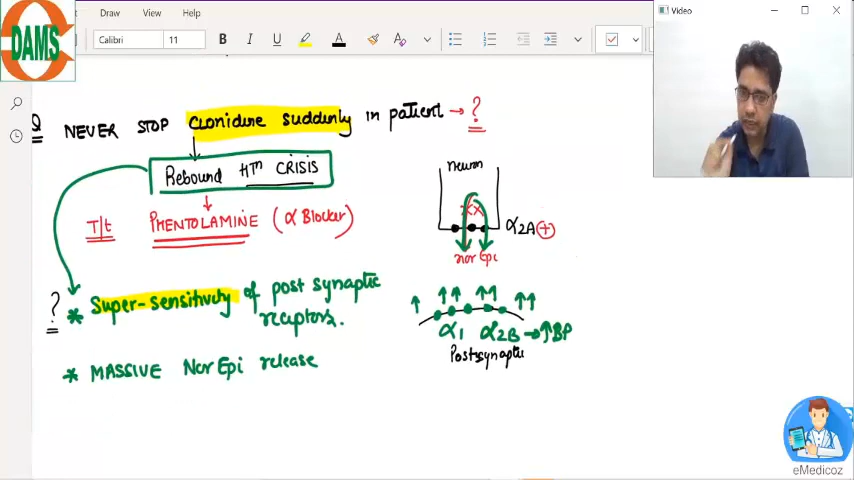 Draw View Help
Video
DAMS
Calibri 11 B I U A
NEVER STOP CLONIDINE SUDDENLY in patient → ?
Rebound HTn CRISIS
T/t PHENTOLAMINE (α Blocker)
? * Super-sensitivity of post synaptic
receptors.
* MASSIVE Nor Epi release
Neuron
xx
α2A +
Nor Epi
↑ ↑↑ ↑↑ ↑↑
α1 α2B → ↑BP
Postsynaptic
eMedicoz